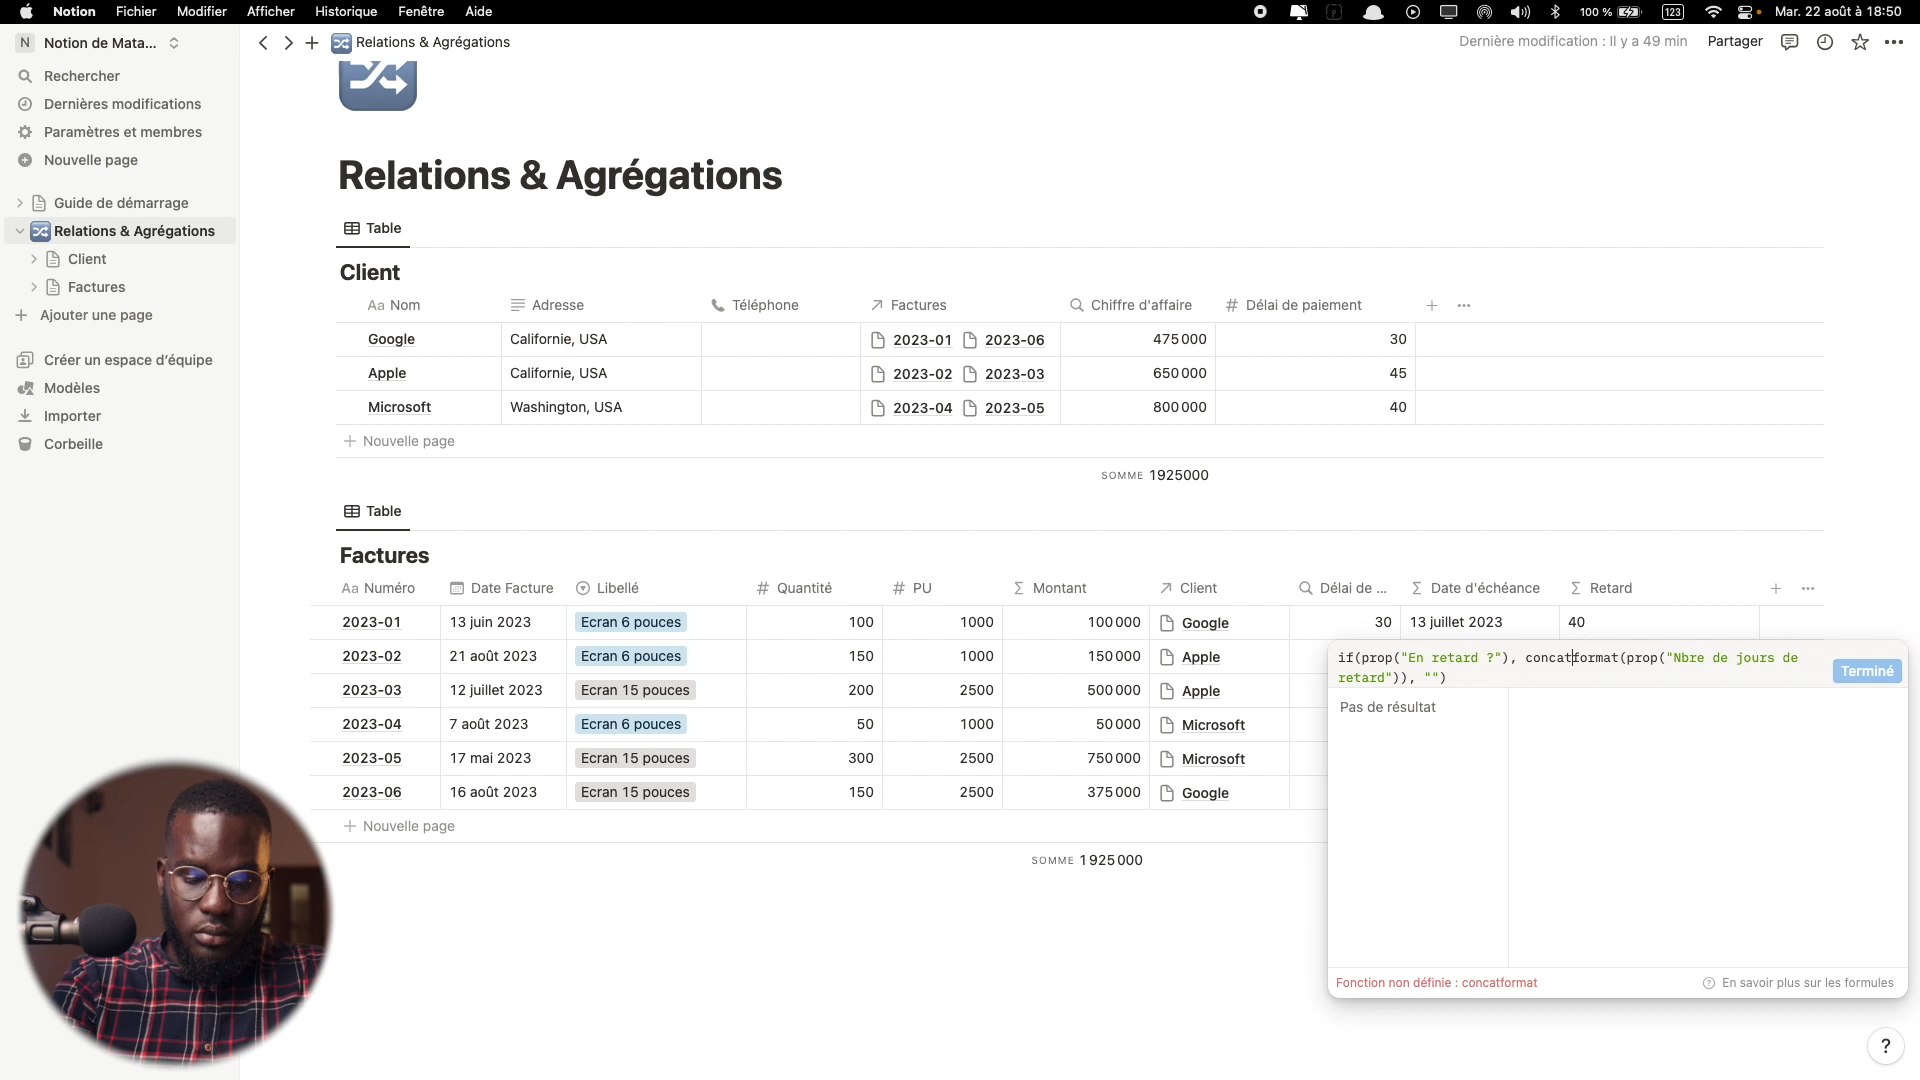 Notion Fichier Modifier Afficher Historique Fenêtre Aide
100 % 123 Mar. 22 août à 18:50
N Notion de Mata...
Relations & Agrégations
Dernière modification : Il y a 49 min Partager
Rechercher
Dernières modifications
Paramètres et membres
Nouvelle page
Guide de démarrage
Relations & Agrégations
Client
Factures
Ajouter une page
Créer un espace d'équipe
Modèles
Importer
Corbeille
Relations & Agrégations
Table
Client
Aa Nom Adresse Téléphone Factures Chiffre d'affaire # Délai de paiement
Google Californie, USA 2023-01 2023-06 475 000 30
Apple Californie, USA 2023-02 2023-03 650 000 45
Microsoft Washington, USA 2023-04 2023-05 800 000 40
+ Nouvelle page
SOMME 1925000
Table
Factures
Aa Numéro Date Facture Libellé # Quantité # PU Σ Montant Client Délai de ... Σ Date d'échéance Σ Retard
2023-01 13 juin 2023 Ecran 6 pouces 100 1000 100 000 Google 30 13 juillet 2023 40
2023-02 21 août 2023 Ecran 6 pouces 150 1000 150 000 Apple
2023-03 12 juillet 2023 Ecran 15 pouces 200 2500 500 000 Apple
2023-04 7 août 2023 Ecran 6 pouces 50 1000 50 000 Microsoft
2023-05 17 mai 2023 Ecran 15 pouces 300 2500 750 000 Microsoft
2023-06 16 août 2023 Ecran 15 pouces 150 2500 375 000 Google
+ Nouvelle page
SOMME 1 925 000
if(prop("En retard ?"), concatformat(prop("Nbre de jours de
retard")), "")
Terminé
Pas de résultat
Fonction non définie : concatformat
En savoir plus sur les formules
?